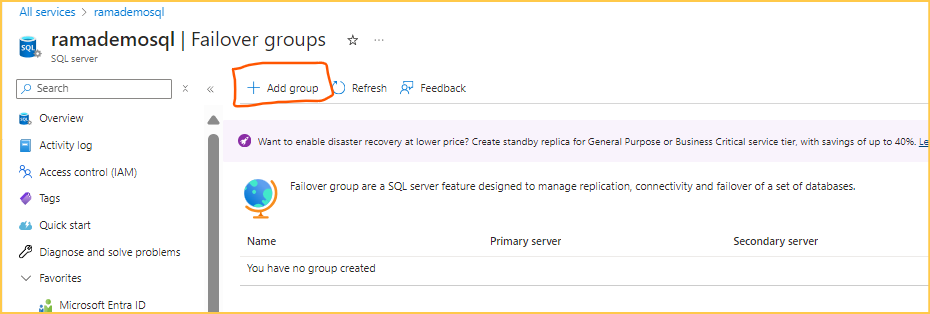 All services > ramademosql
ramademosql | Failover groups
SQL server
Search
Add group
Refresh
Feedback
Overview
Activity log
Access control (IAM)
Tags
Quick start
Diagnose and solve problems
Favorites
Microsoft Entra ID
Want to enable disaster recovery at lower price? Create standby replica for General Purpose or Business Critical service tier, with savings of up to 40%. Le
Failover group are a SQL server feature designed to manage replication, connectivity and failover of a set of databases.
Name Primary server Secondary server
You have no group created